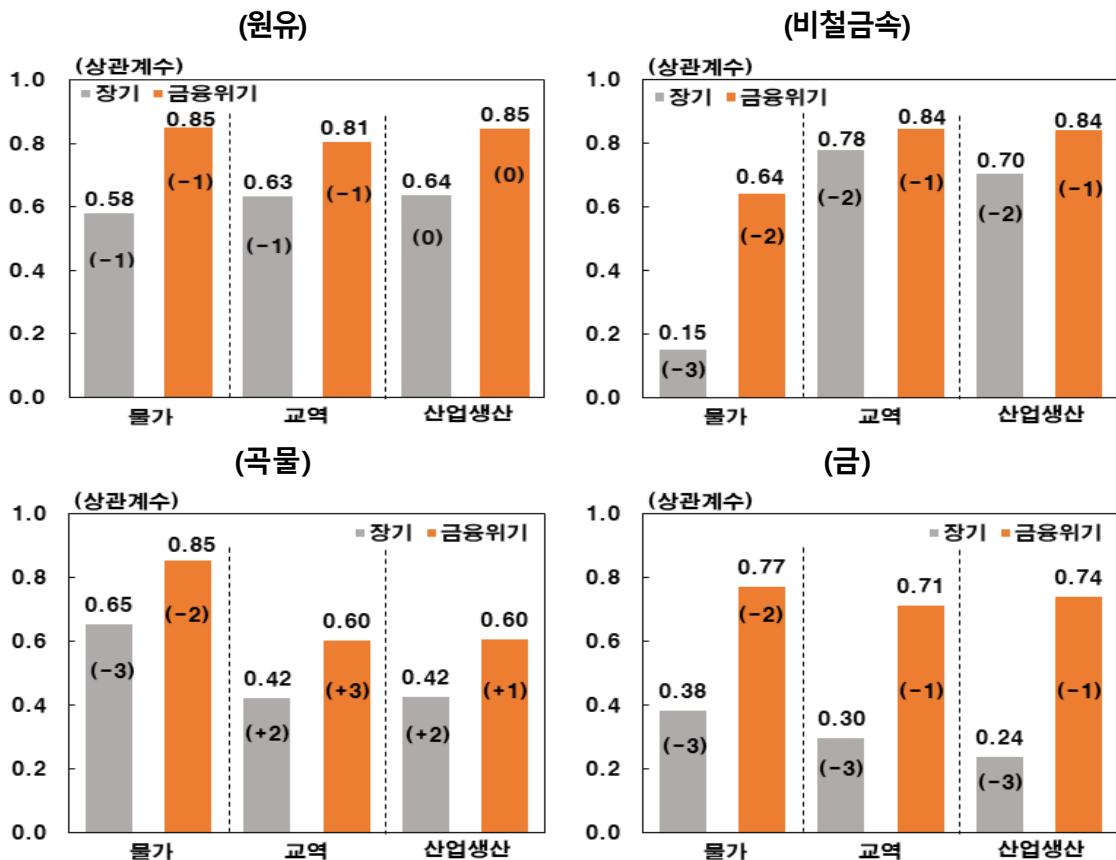 (원유)
(상관계수)
1.0
■ 장기 ■ 금융위기
0.85 0.81 0.85
0.8
0.58 0.63 0.64
0.6
(-1) (-1) (0)
(-1) (-1) (0)
0.4
0.2
0.0
물가 교역 산업생산
(비철금속)
(상관계수)
1.0
■ 장기 ■ 금융위기
0.84 0.84
0.8
0.78 0.70
0.64
0.6
(-2) (-1) (-2) (-1)
(-2)
0.4
0.2
0.15
(-3)
0.0
물가 교역 산업생산
(곡물)
(상관계수)
1.0
■ 장기 ■ 금융위기
0.85
0.8
0.65 0.60 0.60
0.6
(-2)
(-3)
0.42 0.42
(+3) (+1)
0.4
(+2) (+2)
0.2
0.0
물가 교역 산업생산
(금)
(상관계수)
1.0
■ 장기 ■ 금융위기
0.77 0.71 0.74
0.8
0.6
(-2)
(-1) (-1)
0.38
0.4
0.30 0.24
(-3) (-3) (-3)
0.2
0.0
물가 교역 산업생산